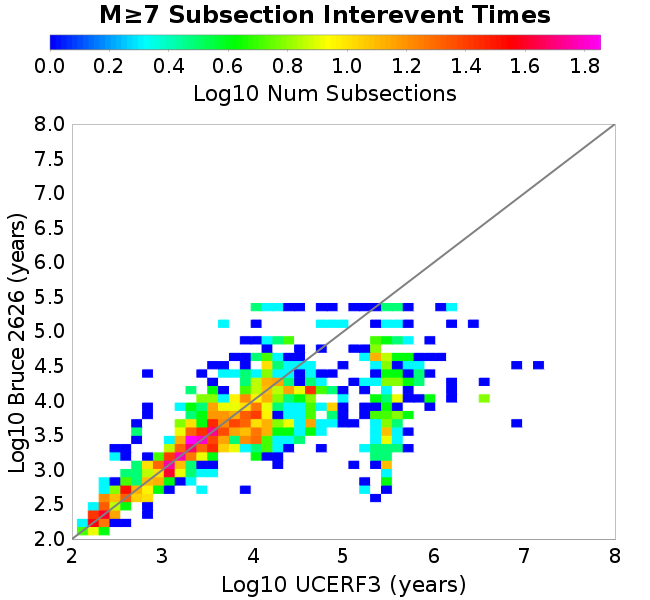 M≥7 Subsection Interevent Times
0.0 0.2 0.4 0.6 0.8 1.0 1.2 1.4 1.6 1.8
Log10 Num Subsections
8.0
7.5
7.0
6.5
6.0
5.5
5.0
4.5
4.0
3.5
3.0
2.5
2.0
Log10 Bruce 2626 (years)
2 3 4 5 6 7 8
Log10 UCERF3 (years)